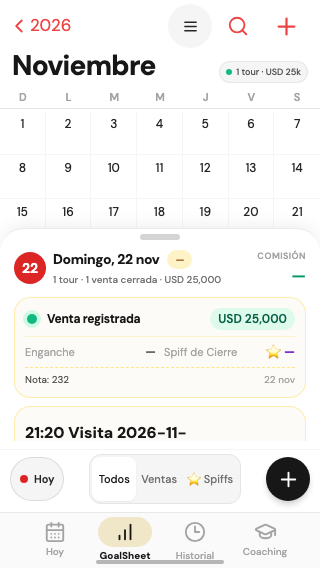 2026
Noviembre
1 tour · USD 25k
D L M M J V S
1 2 3 4 5 6 7
8 9 10 11 12 13 14
15 16 17 18 19 20 21
22 Domingo, 22 nov — COMISIÓN
1 tour · 1 venta cerrada · USD 25,000 —
Venta registrada USD 25,000
Enganche — Spiff de Cierre ⭐ —
Nota: 232 22 nov
21:20 Visita 2026-11-
Hoy Todos Ventas ⭐ Spiffs
Hoy GoalSheet Historial Coaching